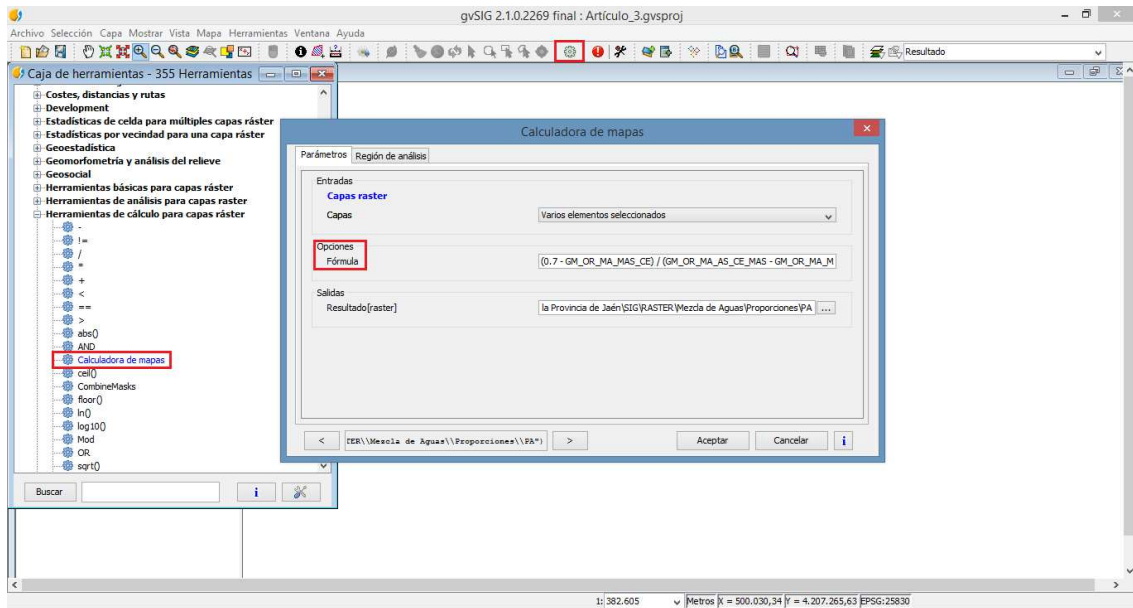 gvSIG 2.1.0.2269 final : Artículo_3.gvsproj
Archivo Selección Capa Mostrar Vista Mapa Herramientas Ventana Ayuda
Resultado
Caja de herramientas - 355 Herramientas
Costes, distancias y rutas
Development
Estadísticas de celda para múltiples capas ráster
Estadísticas por vecindad para una capa ráster
Geoestadística
Geomorfometría y análisis del relieve
Geosocial
Herramientas básicas para capas ráster
Herramientas de análisis para capas raster
Herramientas de cálculo para capas ráster
-
!=
/
*
+
<
==
>
abs()
AND
Calculadora de mapas
ceil()
CombineMasks
floor()
ln()
log10()
Mod
OR
sqrt()
Buscar
i
Calculadora de mapas
Parámetros Región de análisis
Entradas
Capas raster
Capas Varios elementos seleccionados
Opciones
Fórmula (0.7 - GM_OR_MA_MAS_CE) / (GM_OR_MA_AS_CE_MAS - GM_OR_MA_M
Salidas
Resultado[raster] la Provincia de Jaén\SIG\RASTER\Mezcla de Aguas\Proporciones\PA ...
< TER\\Mezcla de Aguas\\Proporciones\\PA") > Aceptar Cancelar i
1: 382.605 Metros X = 500.030,34 Y = 4.207.265,63 EPSG:25830